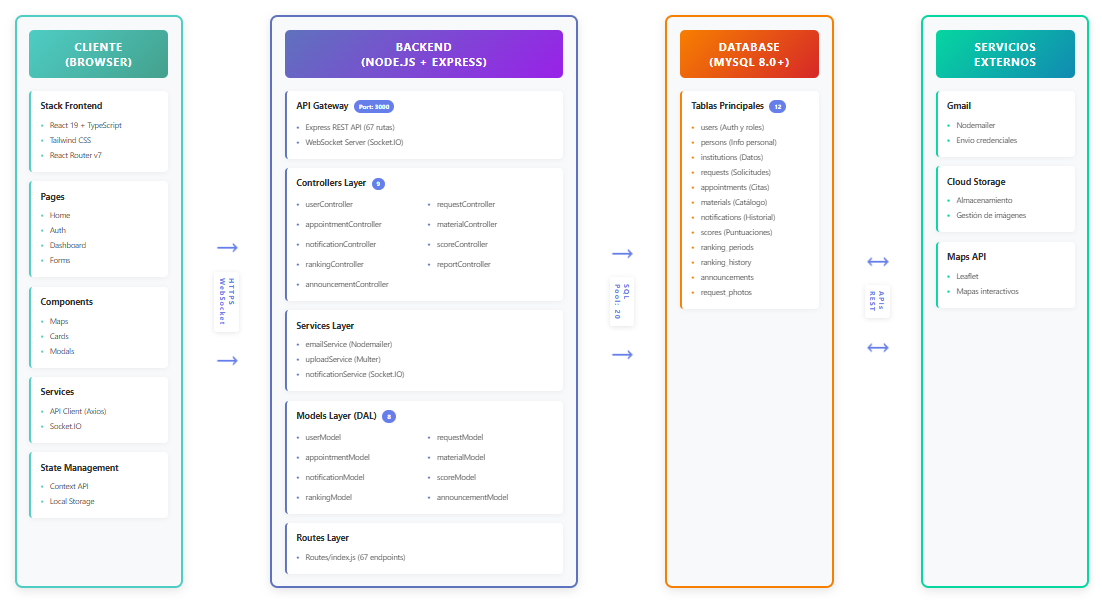 CLIENTE
(BROWSER)
Stack Frontend
• React 19 + TypeScript
• Tailwind CSS
• React Router v7
Pages
• Home
• Auth
• Dashboard
• Forms
Components
• Maps
• Cards
• Modals
Services
• API Client (Axios)
• Socket.IO
State Management
• Context API
• Local Storage
→
HTTPS
WebSocket
→
BACKEND
(NODE.JS + EXPRESS)
API Gateway Port: 3000
• Express REST API (67 rutas)
• WebSocket Server (Socket.IO)
Controllers Layer 9
• userController
• requestController
• appointmentController
• materialController
• notificationController
• scoreController
• rankingController
• reportController
• announcementController
Services Layer
• emailService (Nodemailer)
• uploadService (Multer)
• notificationService (Socket.IO)
Models Layer (DAL) 8
• userModel
• requestModel
• appointmentModel
• materialModel
• notificationModel
• scoreModel
• rankingModel
• announcementModel
Routes Layer
• Routes/index.js (67 endpoints)
→
SQL
Pool: 20
→
DATABASE
(MYSQL 8.0+)
Tablas Principales 12
• users (Auth y roles)
• persons (Info personal)
• institutions (Datos)
• requests (Solicitudes)
• appointments (Citas)
• materials (Catálogo)
• notifications (Historial)
• scores (Puntuaciones)
• ranking_periods
• ranking_history
• announcements
• request_photos
↔
APIs
REST
↔
SERVICIOS
EXTERNOS
Gmail
• Nodemailer
• Envío credenciales
Cloud Storage
• Almacenamiento
• Gestión de imágenes
Maps API
• Leaflet
• Mapas interactivos